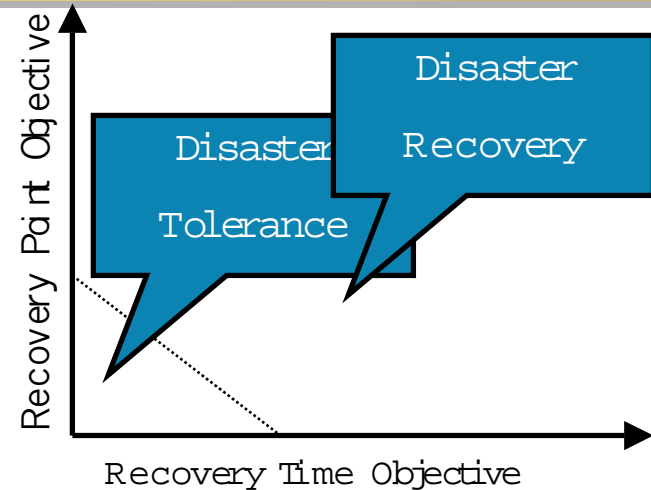 Recovery Point Objective
Disaster
Recovery
Disaster
Tolerance
Recovery Time Objective